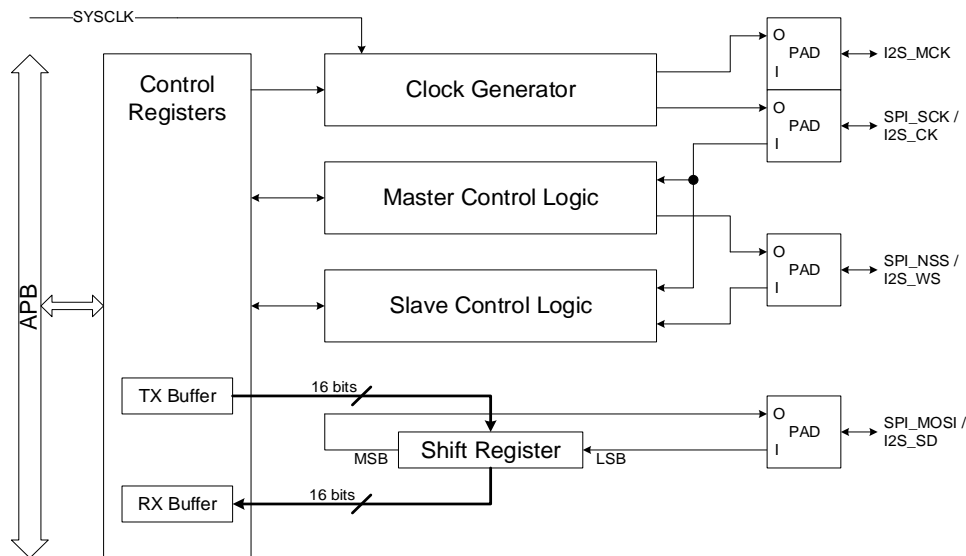 SYSCLK
Control
Registers
Clock Generator
O
PAD
I
I2S_MCK
O
PAD
I
SPI_SCK /
I2S_CK
Master Control Logic
O
PAD
I
SPI_NSS /
I2S_WS
Slave Control Logic
APB
TX Buffer
16 bits
O
PAD
I
SPI_MOSI /
I2S_SD
MSB
Shift Register
LSB
RX Buffer
16 bits